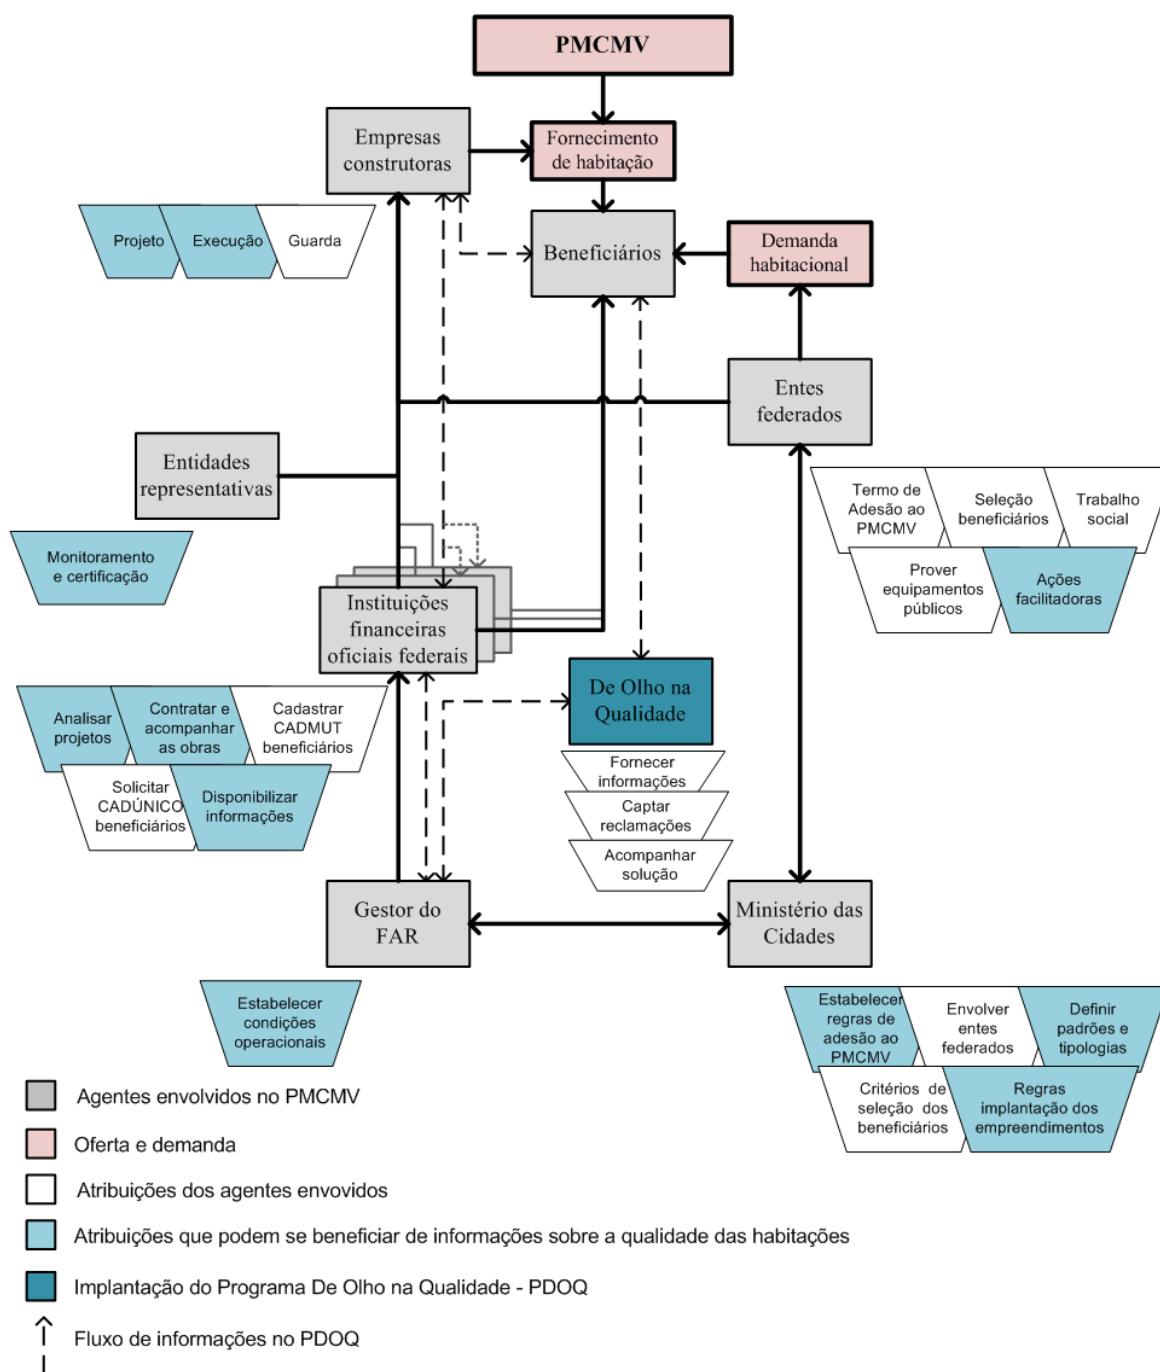 PMCMV
Empresas
construtoras
Fornecimento
de habitação
Projeto
Execução
Guarda
Beneficiários
Demanda
habitacional
Entes
federados
Entidades
representativas
Termo de
Adesão ao
PMCMV
Seleção
beneficiários
Trabalho
social
Prover
equipamentos
públicos
Ações
facilitadoras
Monitoramento
e certificação
Instituições
financeiras
oficiais federais
De Olho na
Qualidade
Analisar
projetos
Contratar e
acompanhar
as obras
Cadastrar
CADMUT
beneficiários
Solicitar
CADÚNICO
beneficiários
Disponibilizar
informações
Fornecer
informações
Captar
reclamações
Acompanhar
solução
Gestor do
FAR
Ministério das
Cidades
Estabelecer
condições
operacionais
Estabelecer
regras de
adesão ao
PMCMV
Envolver
entes
federados
Definir
padrões e
tipologias
Critérios de
seleção dos
beneficiários
Regras
implantação dos
empreendimentos
Agentes envolvidos no PMCMV
Oferta e demanda
Atribuições dos agentes envovidos
Atribuições que podem se beneficiar de informações sobre a qualidade das habitações
Implantação do Programa De Olho na Qualidade - PDOQ
Fluxo de informações no PDOQ